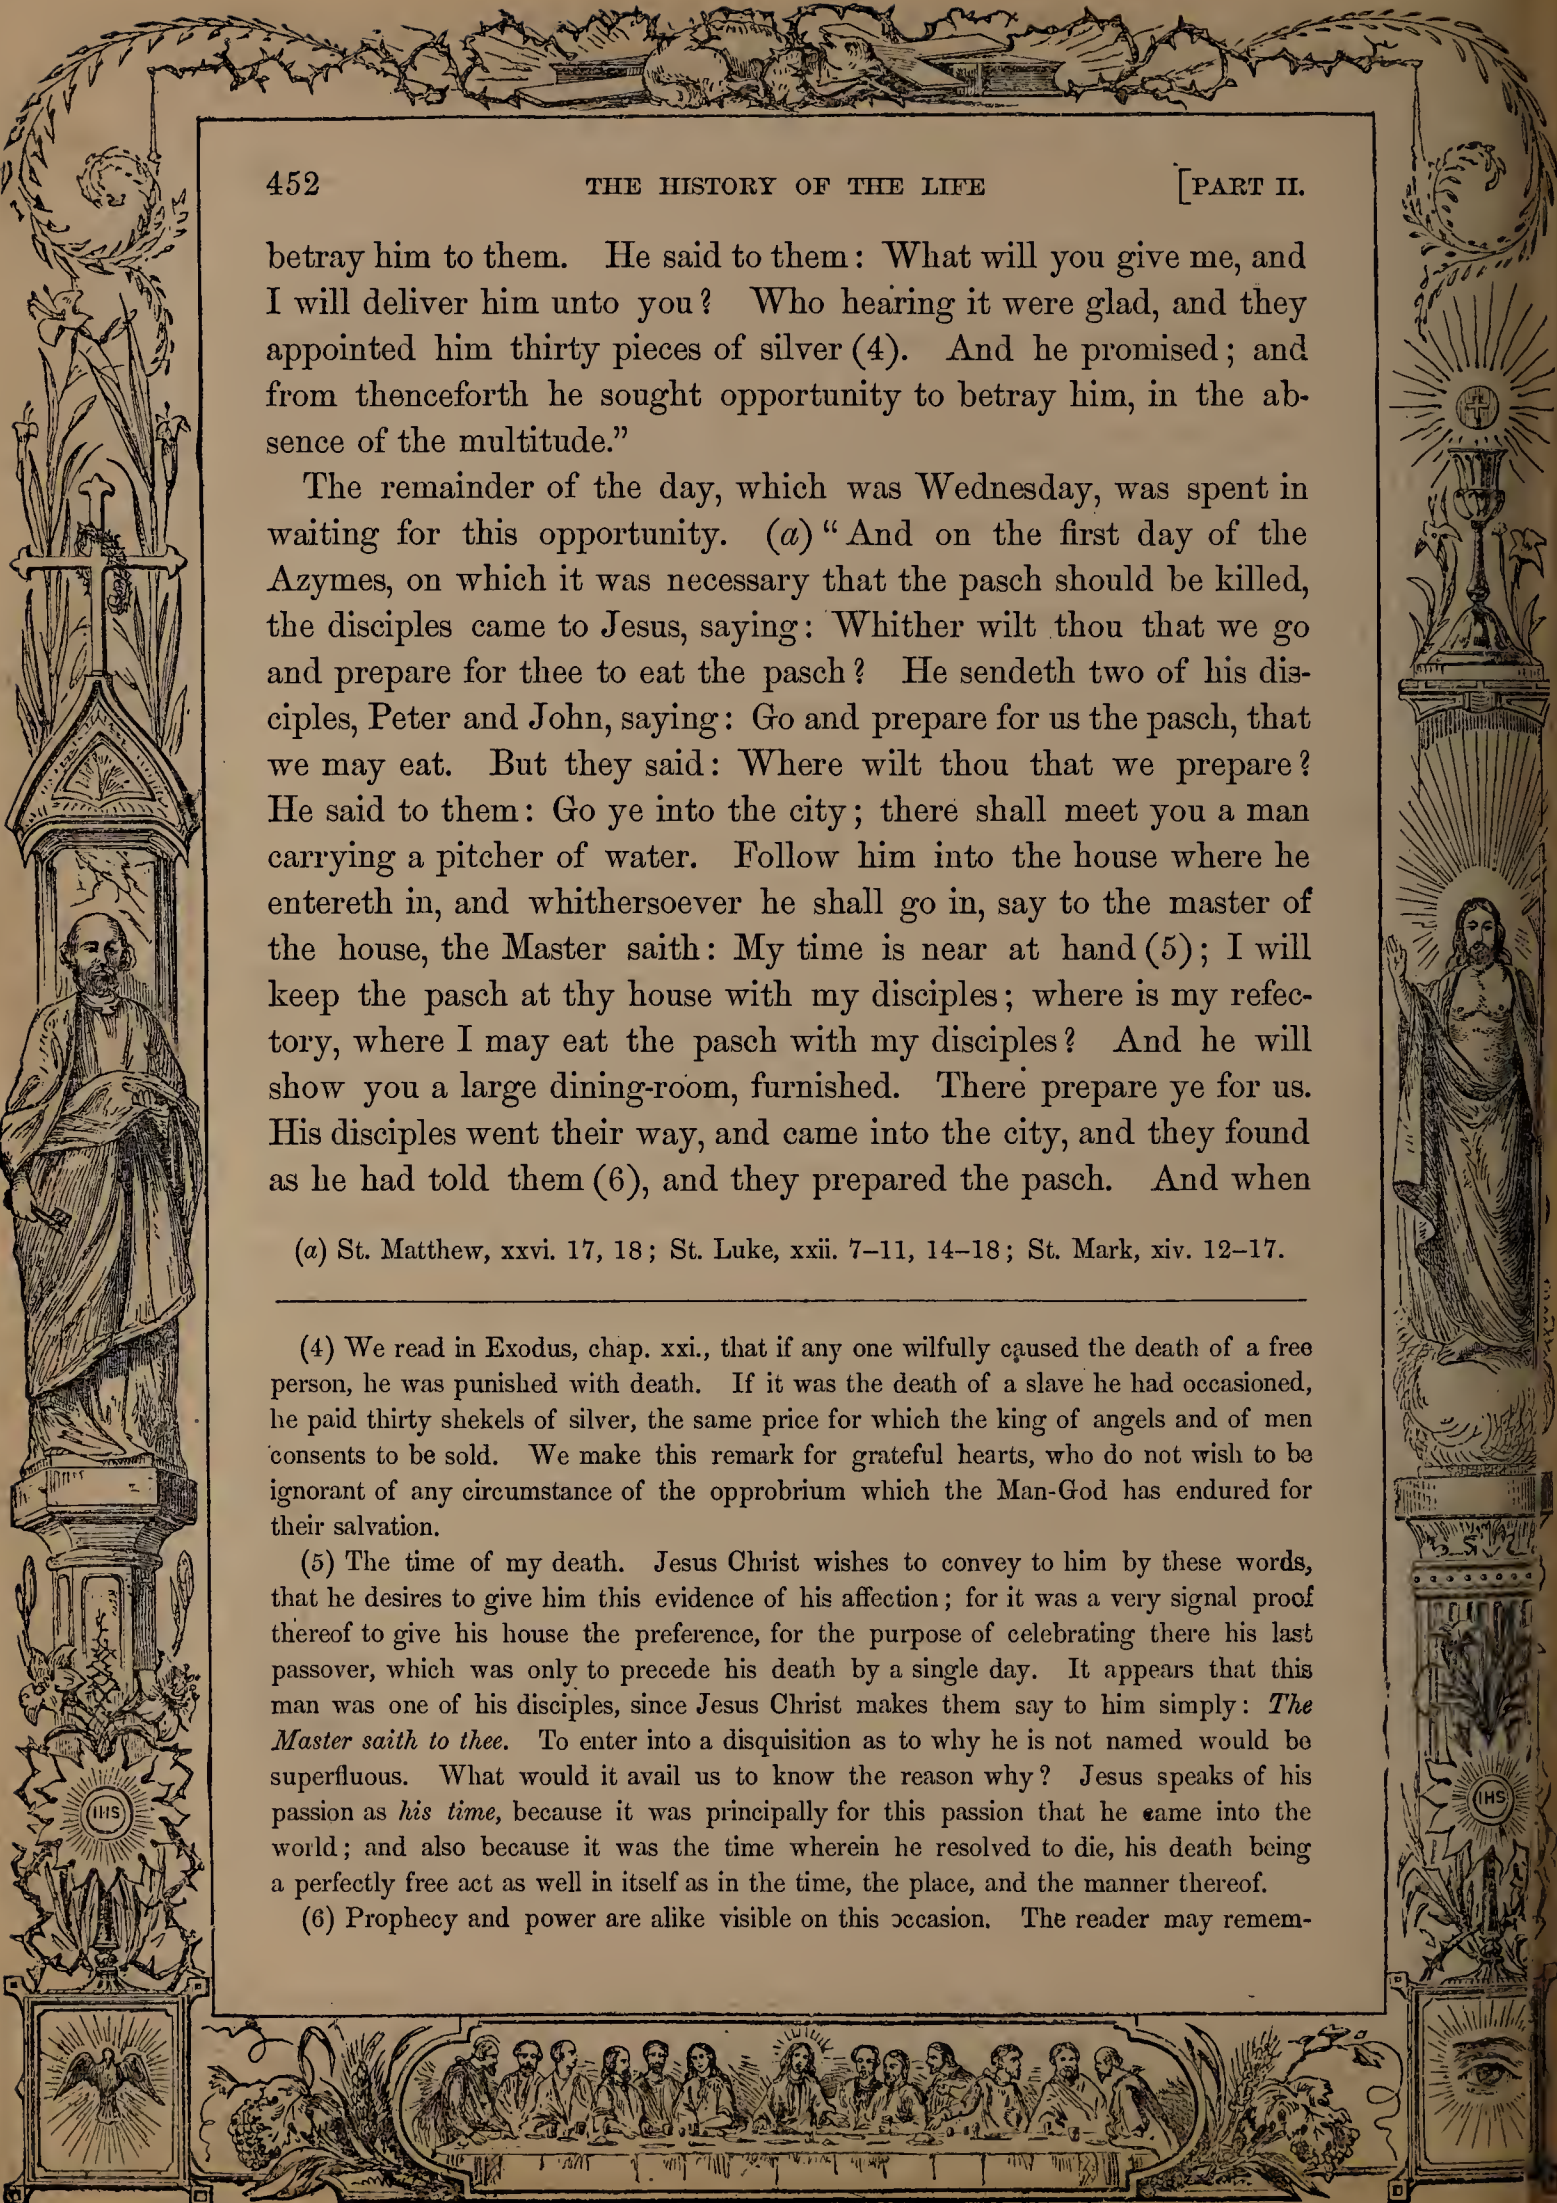 452 THE HISTORY OF THE LIFE [PART II.
betray him to them. He said to them: What will you give me, and
I will deliver him unto you? Who hearing it were glad, and they
appointed him thirty pieces of silver (4). And he promised; and
from thenceforth he sought opportunity to betray him, in the ab-
sence of the multitude.”
The remainder of the day, which was Wednesday, was spent in
waiting for this opportunity. (a) “And on the first day of the
Azymes, on which it was necessary that the pasch should be killed,
the disciples came to Jesus, saying: Whither wilt thou that we go
and prepare for thee to eat the pasch? He sendeth two of his dis-
ciples, Peter and John, saying: Go and prepare for us the pasch, that
we may eat. But they said: Where wilt thou that we prepare?
He said to them: Go ye into the city; there shall meet you a man
carrying a pitcher of water. Follow him into the house where he
entereth in, and whithersoever he shall go in, say to the master of
the house, the Master saith: My time is near at hand (5); I will
keep the pasch at thy house with my disciples; where is my refec-
tory, where I may eat the pasch with my disciples? And he will
show you a large dining-room, furnished. There prepare ye for us.
His disciples went their way, and came into the city, and they found
as he had told them (6), and they prepared the pasch. And when
(a) St. Matthew, xxvi. 17, 18; St. Luke, xxii. 7–11, 14–18; St. Mark, xiv. 12–17.
(4) We read in Exodus, chap. xxi., that if any one wilfully caused the death of a free
person, he was punished with death. If it was the death of a slave he had occasioned,
he paid thirty shekels of silver, the same price for which the king of angels and of men
consents to be sold. We make this remark for grateful hearts, who do not wish to be
ignorant of any circumstance of the opprobrium which the Man-God has endured for
their salvation.
(5) The time of my death. Jesus Christ wishes to convey to him by these words,
that he desires to give him this evidence of his affection; for it was a very signal proof
thereof to give his house the preference, for the purpose of celebrating there his last
passover, which was only to precede his death by a single day. It appears that this
man was one of his disciples, since Jesus Christ makes them say to him simply: The
Master saith to thee. To enter into a disquisition as to why he is not named would be
superfluous. What would it avail us to know the reason why? Jesus speaks of his
passion as his time, because it was principally for this passion that he came into the
world; and also because it was the time wherein he resolved to die, his death being
a perfectly free act as well in itself as in the time, the place, and the manner thereof.
(6) Prophecy and power are alike visible on this occasion. The reader may remem-
IHS
IHS